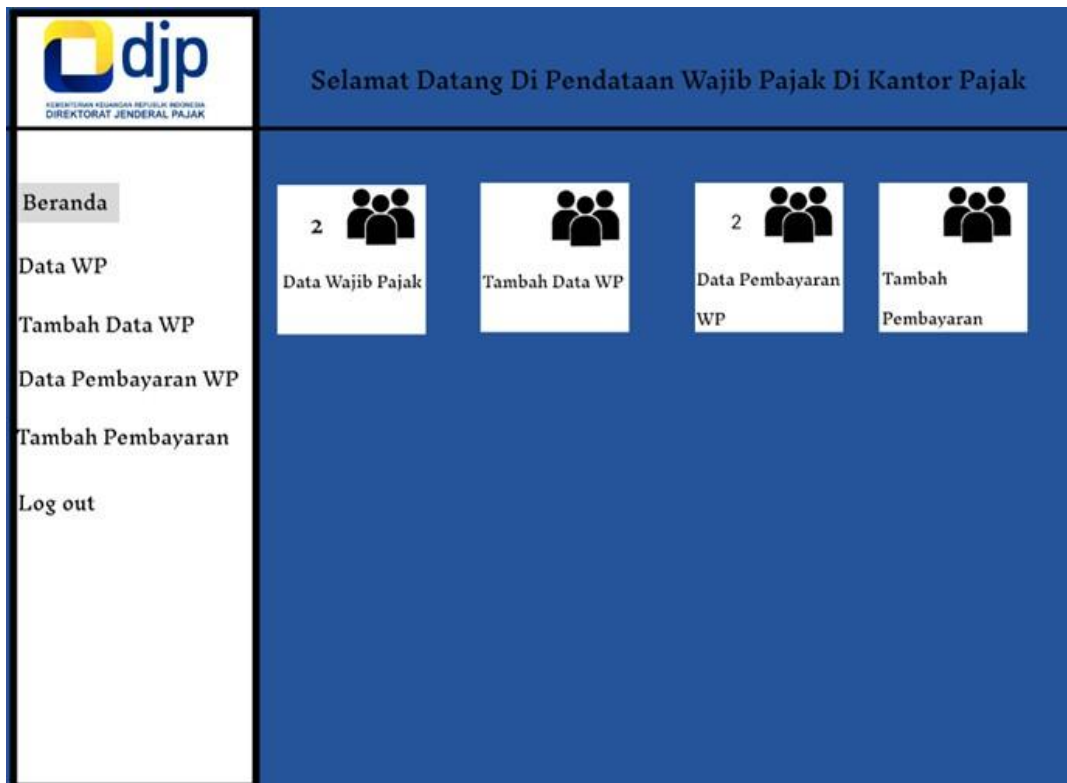 djp
KEMENTERIAN KEUANGAN REPUBLIK INDONESIA
DIREKTORAT JENDERAL PAJAK
Selamat Datang Di Pendataan Wajib Pajak Di Kantor Pajak
Beranda
Data WP
Tambah Data WP
Data Pembayaran WP
Tambah Pembayaran
Log out
2
Data Wajib Pajak
Tambah Data WP
2
Data Pembayaran
WP
Tambah
Pembayaran